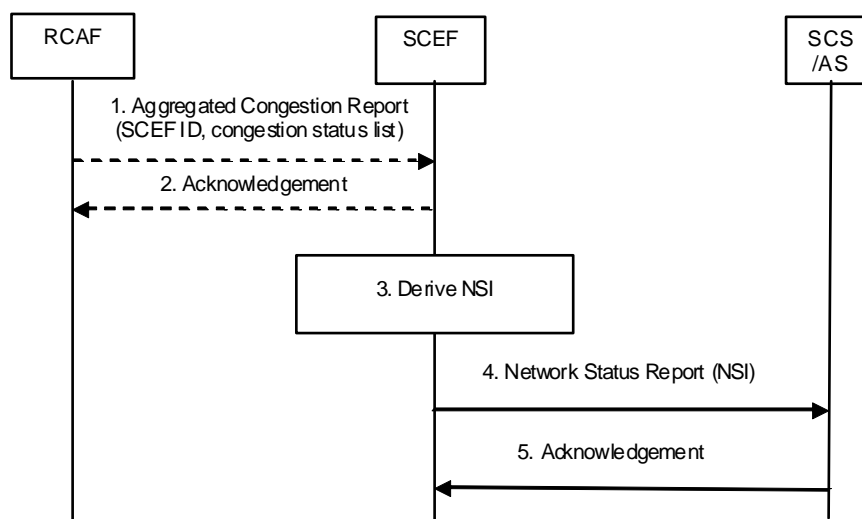 RCAF
SCEF
SCS
/AS
1. Aggregated Congestion Report
(SCEF ID, congestion status list)
2. Acknowledgement
3. Derive NSI
4. Network Status Report (NSI)
5. Acknowledgement